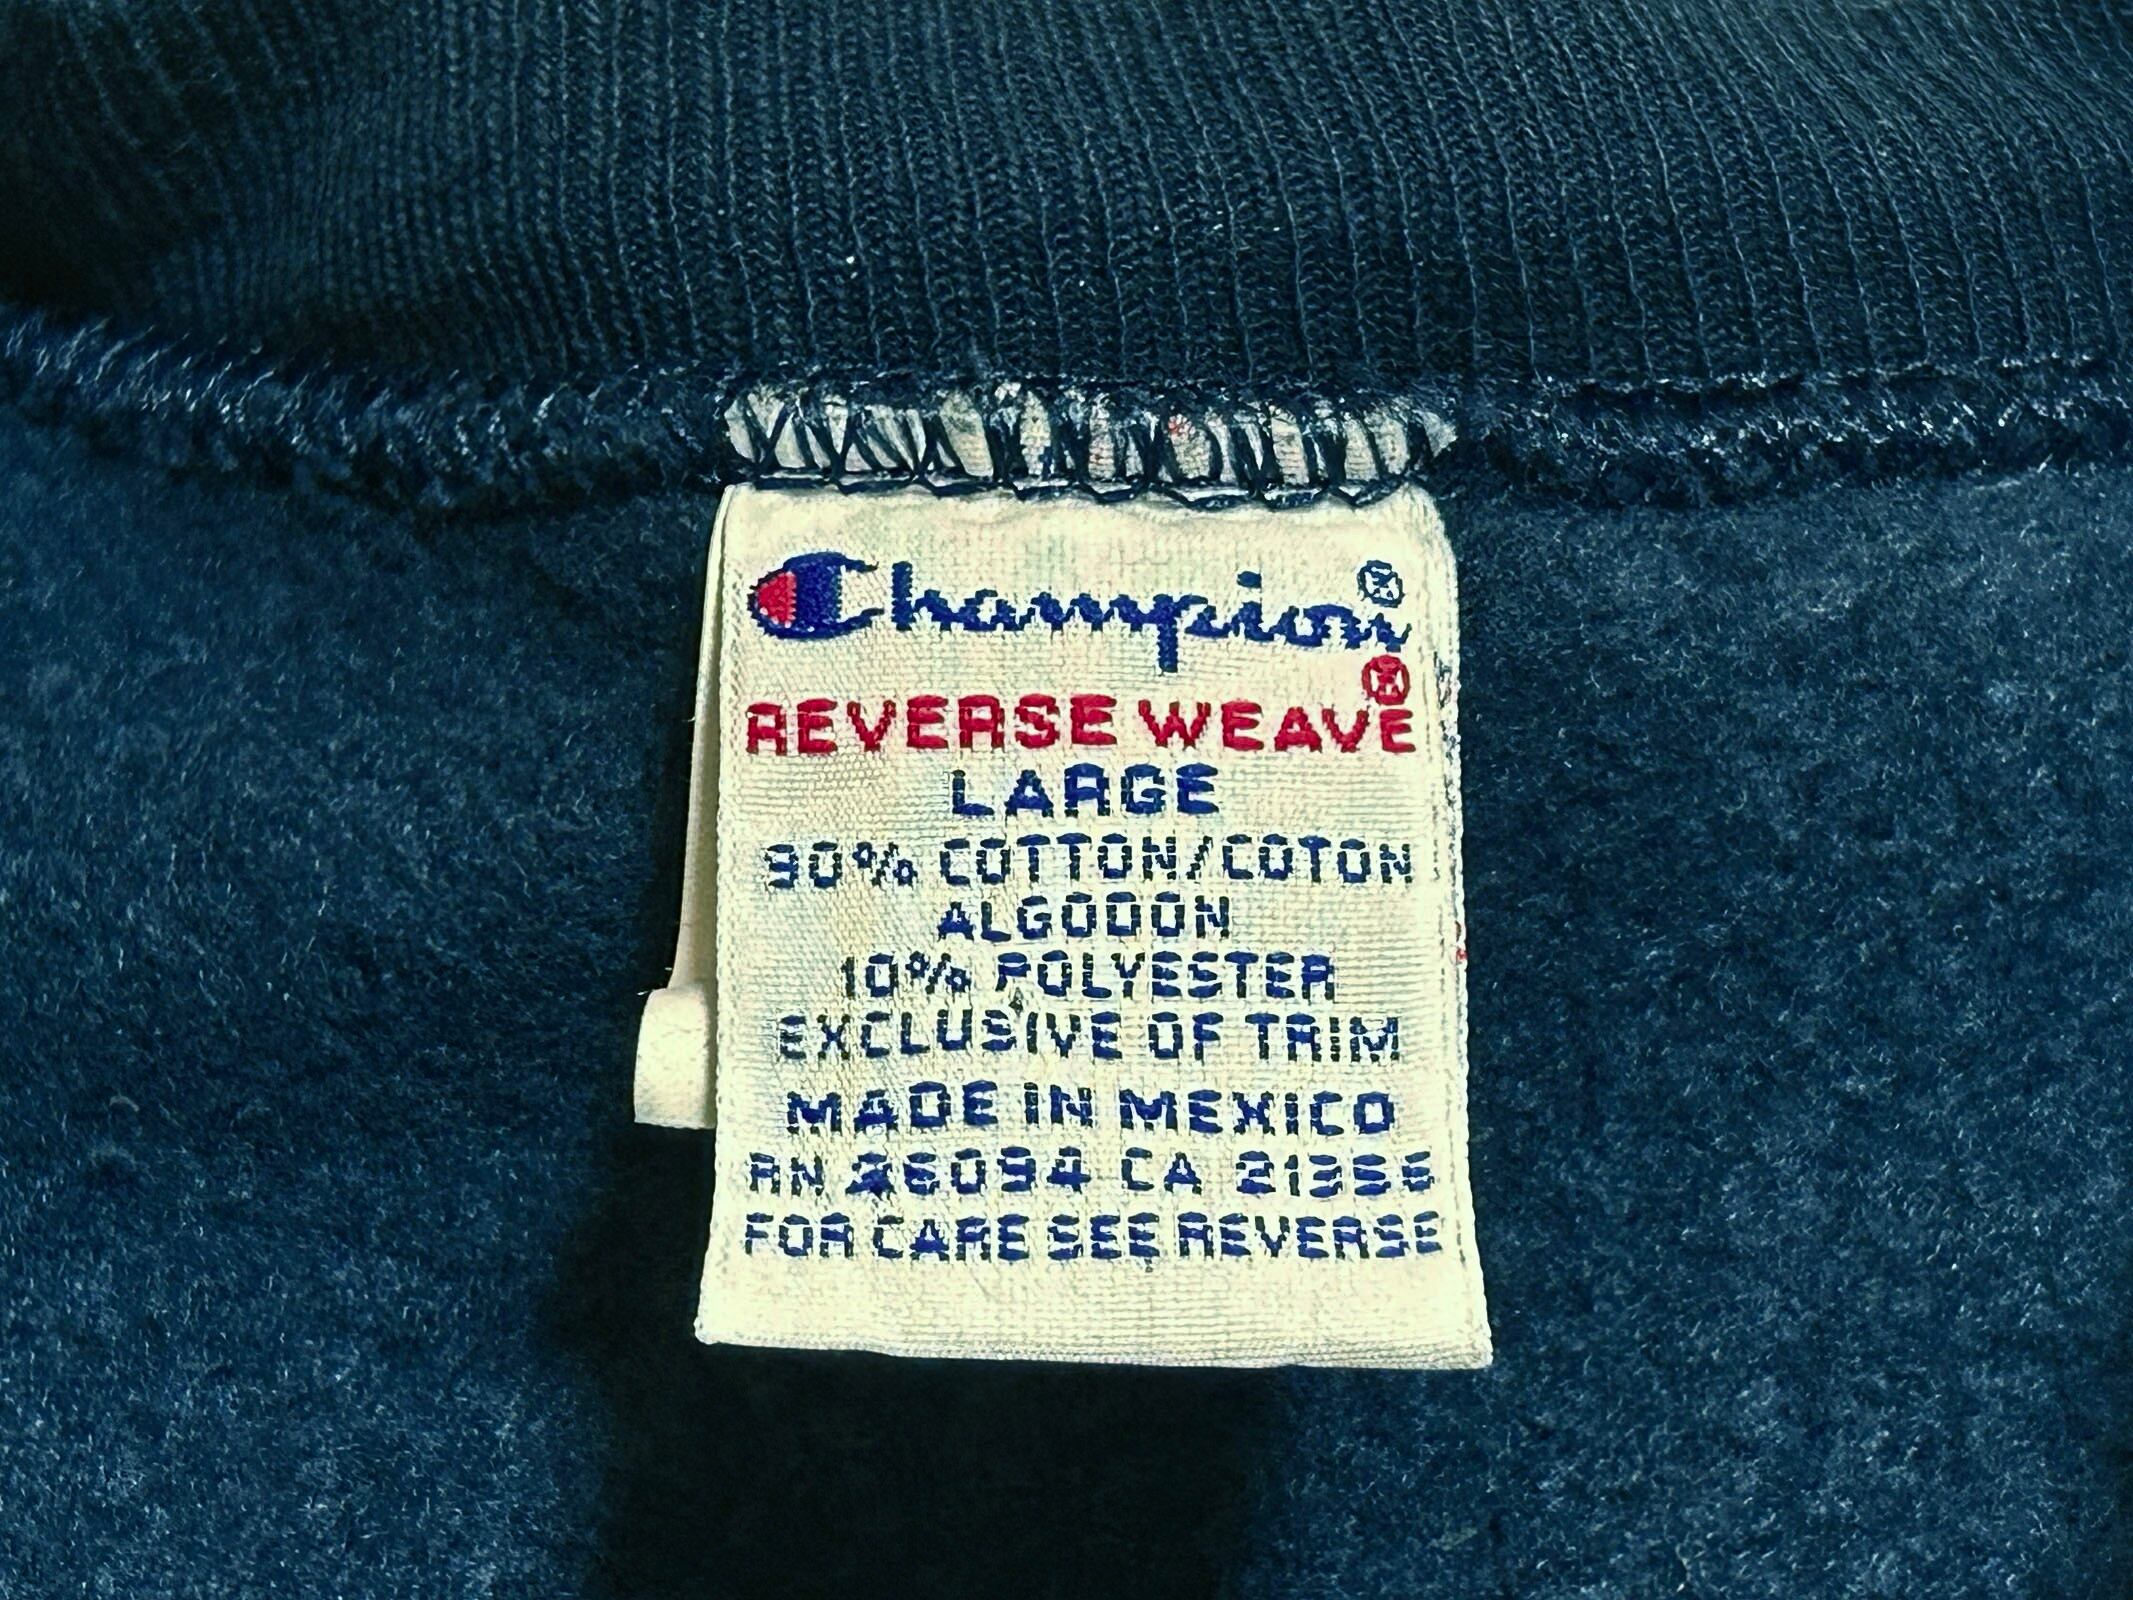 Champion®
REVERSE WEAVE®
LARGE
90% COTTON/COTON
ALGODON
10% POLYESTER
EXCLUSIVE OF TRIM
MADE IN MEXICO
RN 26094 CA 21356
FOR CARE SEE REVERSE